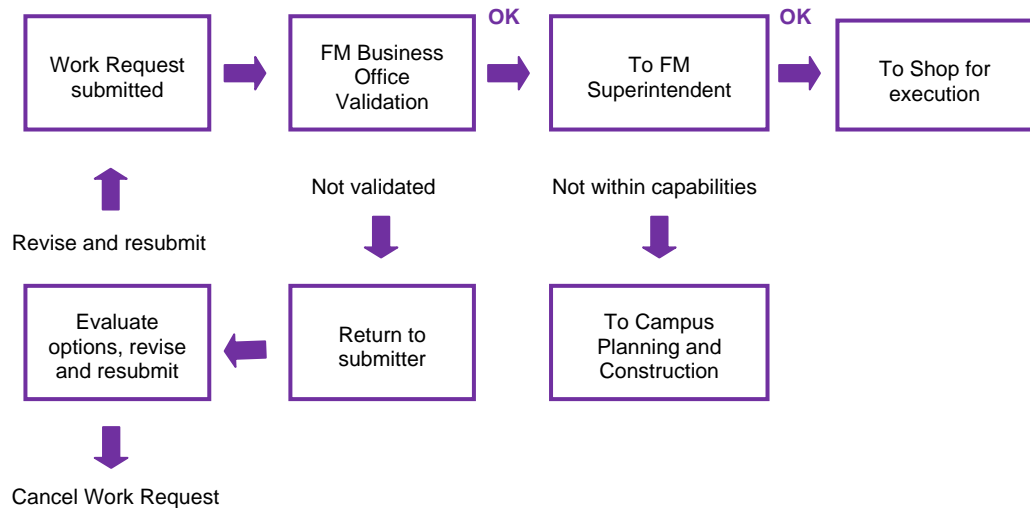 OK
OK
Work Request
submitted
FM Business
Office
Validation
To FM
Superintendent
To Shop for
execution
Not validated
Not within capabilities
Revise and resubmit
Evaluate
options, revise
and resubmit
Return to
submitter
To Campus
Planning and
Construction
Cancel Work Request